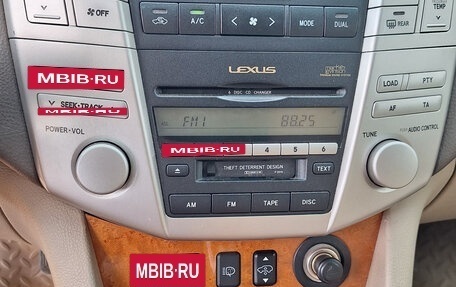 OFF
A/C
MODE
DUAL
REAR
TEMP
MBIB·RU
LEXUS
mark levinson
6 DISC CD CHANGER
LOAD
PTY
SEEK·TRACK
MBIB·RU
AF
TA
FM1 88.25
POWER·VOL
TUNE
AUDIO CONTROL
MBIB·RU
4
5
6
THEFT DETERRENT DESIGN
TEXT
AM
FM
TAPE
DISC
MBIB·RU